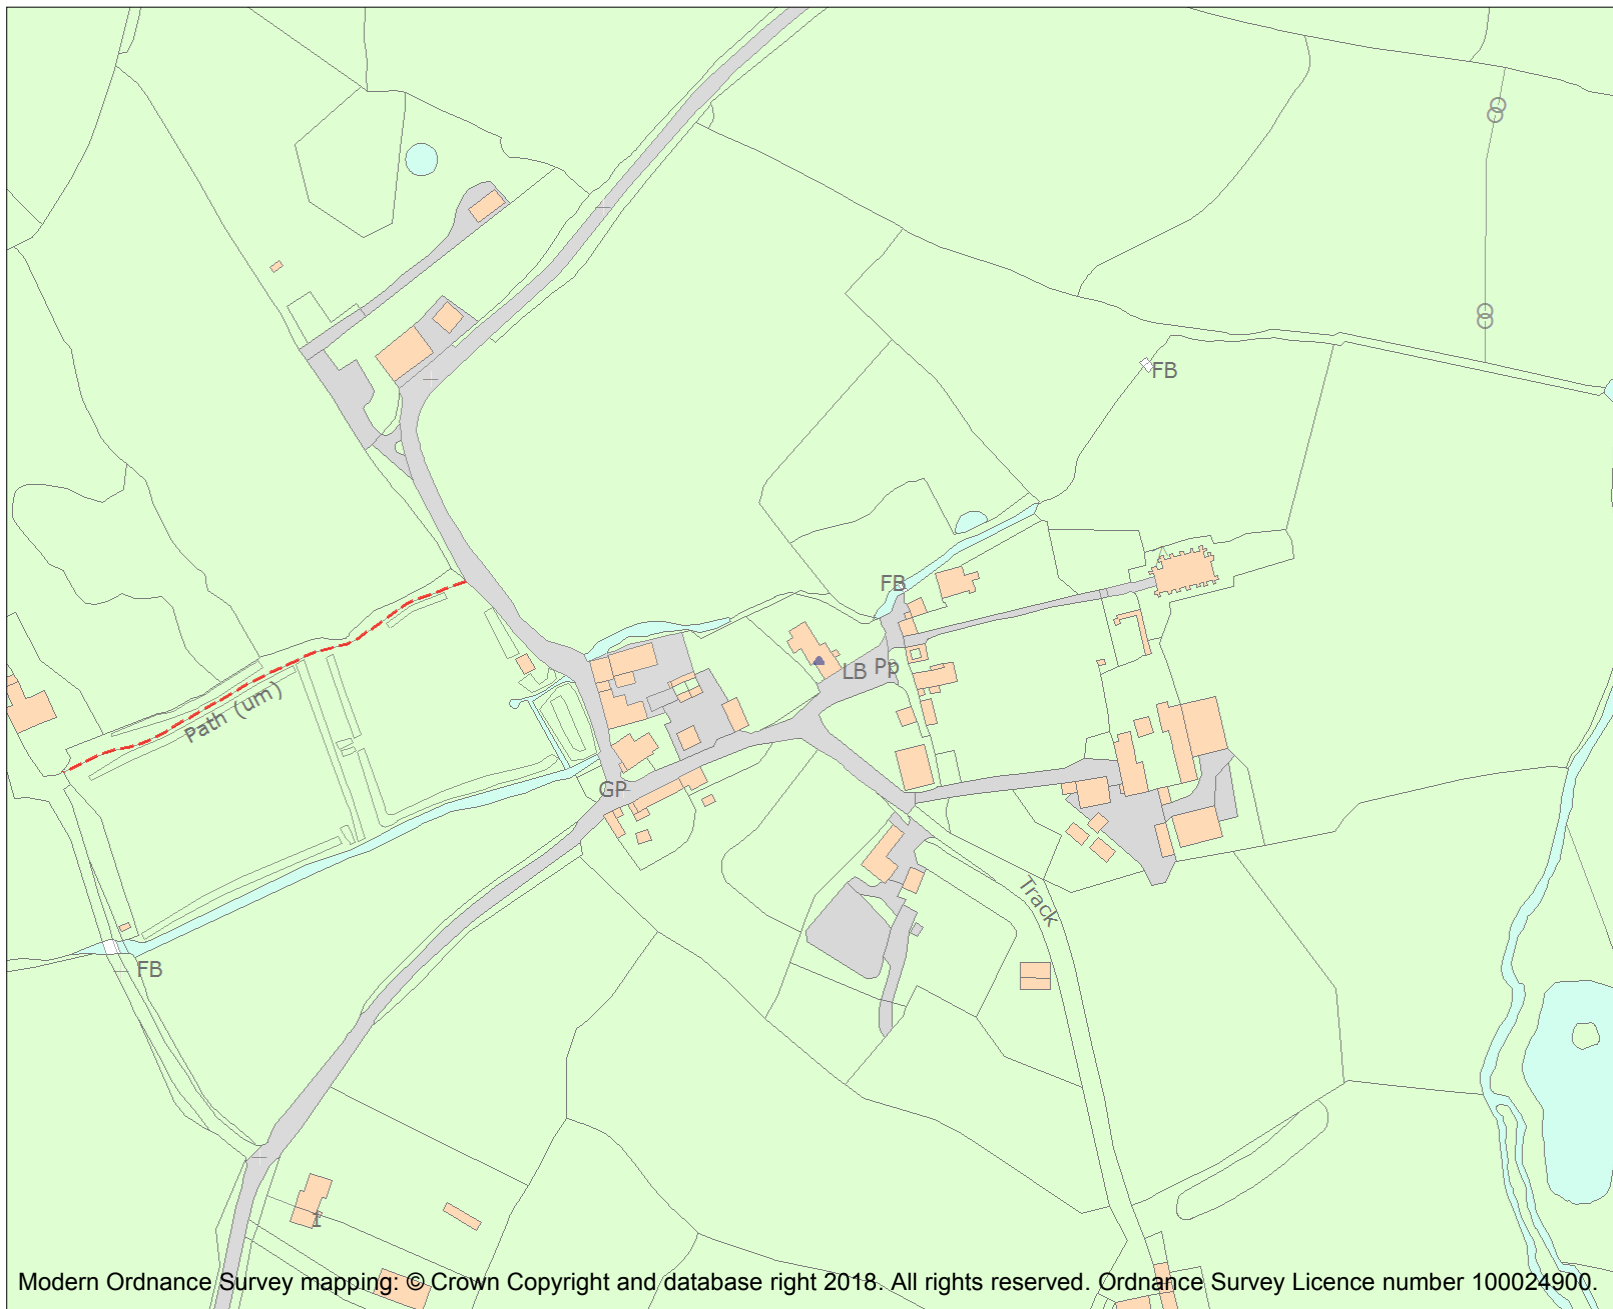 FB
FB
LB
Pp
Path (um)
GP
Track
FB
1
Modern Ordnance Survey mapping: © Crown Copyright and database right 2018. All rights reserved. Ordnance Survey Licence number 100024900.